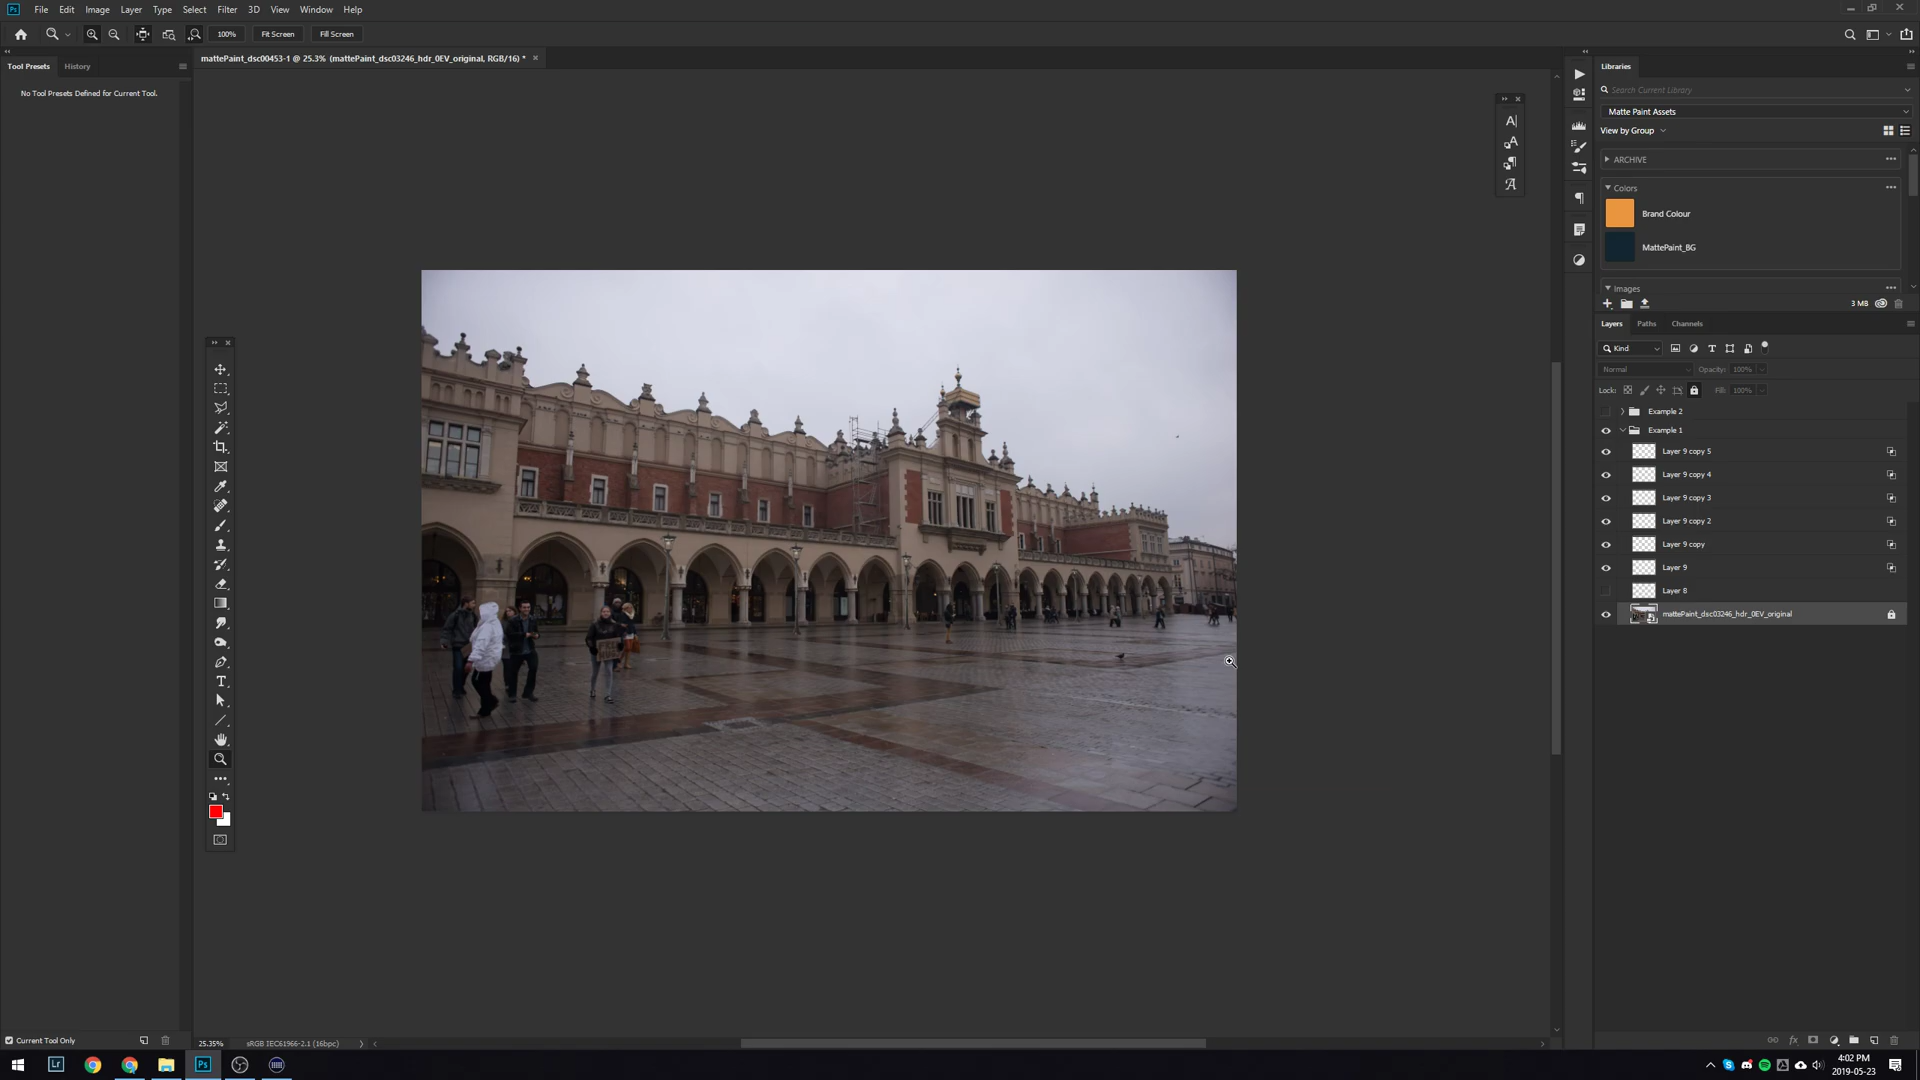 Ps File Edit Image Layer Type Select Filter 3D View Window Help
100% Fit Screen Fill Screen
Tool Presets History
mattePaint_dsc00453-1 @ 25.3% (mattePaint_dsc03246_hdr_0EV_original, RGB/16) *
No Tool Presets Defined for Current Tool.
Libraries
Search Current Library
Matte Paint Assets
View by Group
ARCHIVE
Colors
Brand Colour
MattePaint_BG
Images
3 MB
Layers Paths Channels
Kind
Normal Opacity: 100%
Lock: Fill: 100%
Example 2
Example 1
Layer 9 copy 5
Layer 9 copy 4
Layer 9 copy 3
Layer 9 copy 2
Layer 9 copy
Layer 9
Layer 8
mattePaint_dsc03246_hdr_0EV_original
Current Tool Only
25.35% sRGB IEC61966-2.1 (16bpc)
Lr Ps
4:02 PM
2019-05-23